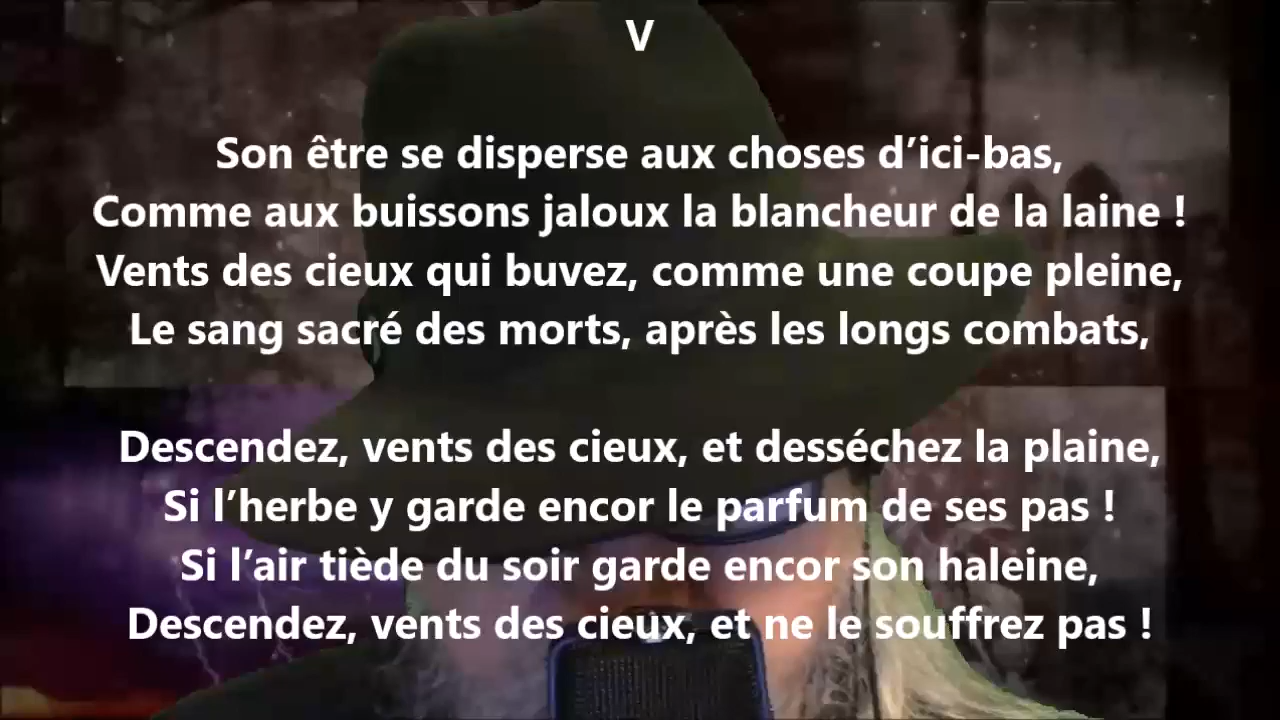 V
Son être se disperse aux choses d’ici-bas,
Comme aux buissons jaloux la blancheur de la laine !
Vents des cieux qui buvez, comme une coupe pleine,
Le sang sacré des morts, après les longs combats,
Descendez, vents des cieux, et desséchez la plaine,
Si l’herbe y garde encor le parfum de ses pas !
Si l’air tiède du soir garde encor son haleine,
Descendez, vents des cieux, et ne le souffrez pas !